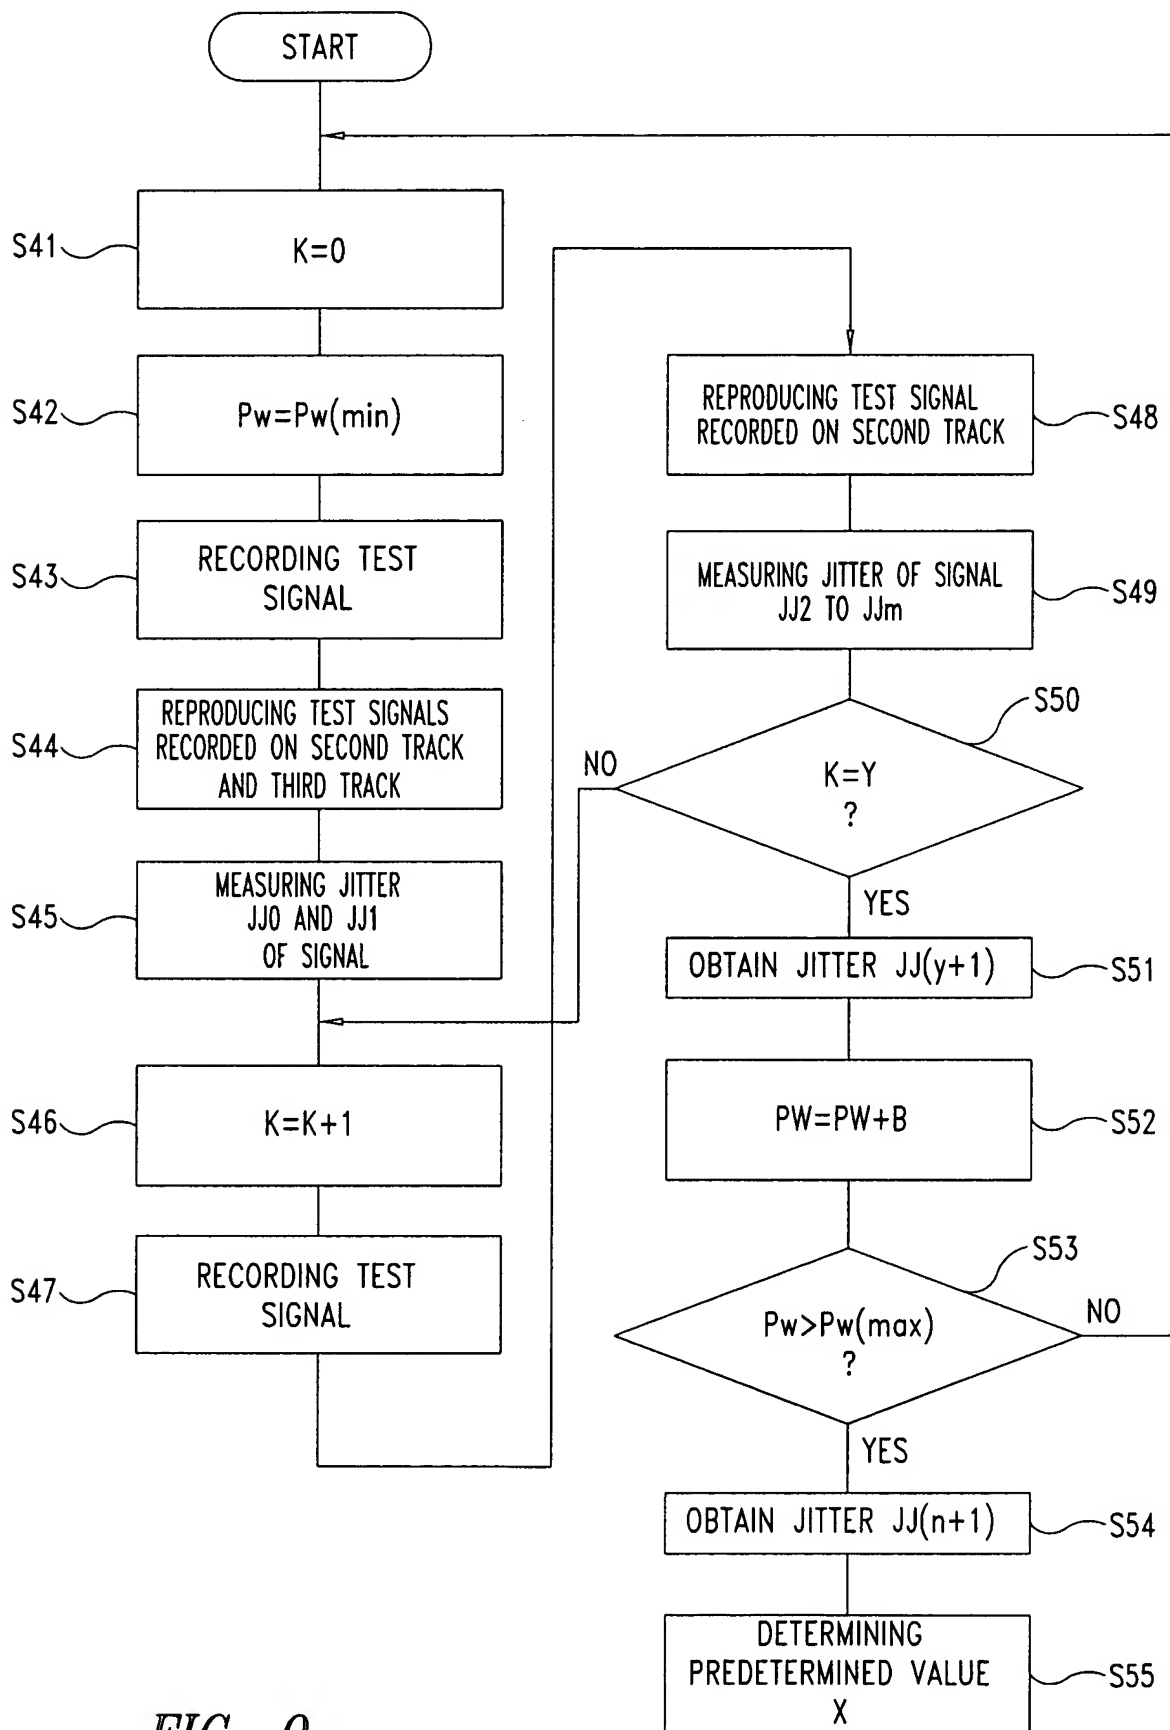 START
S41
K=0
S42
Pw=Pw(min)
S43
RECORDING TEST
SIGNAL
S44
REPRODUCING TEST SIGNALS
RECORDED ON SECOND TRACK
AND THIRD TRACK
S45
MEASURING JITTER
JJ0 AND JJ1
OF SIGNAL
S46
K=K+1
S47
RECORDING TEST
SIGNAL
REPRODUCING TEST SIGNAL
RECORDED ON SECOND TRACK
S48
MEASURING JITTER OF SIGNAL
JJ2 TO JJm
S49
S50
NO
K=Y
?
YES
OBTAIN JITTER JJ(y+1)
S51
PW=PW+B
S52
S53
Pw>Pw(max)
?
NO
YES
OBTAIN JITTER JJ(n+1)
S54
DETERMINING
PREDETERMINED VALUE
X
S55
FIG.